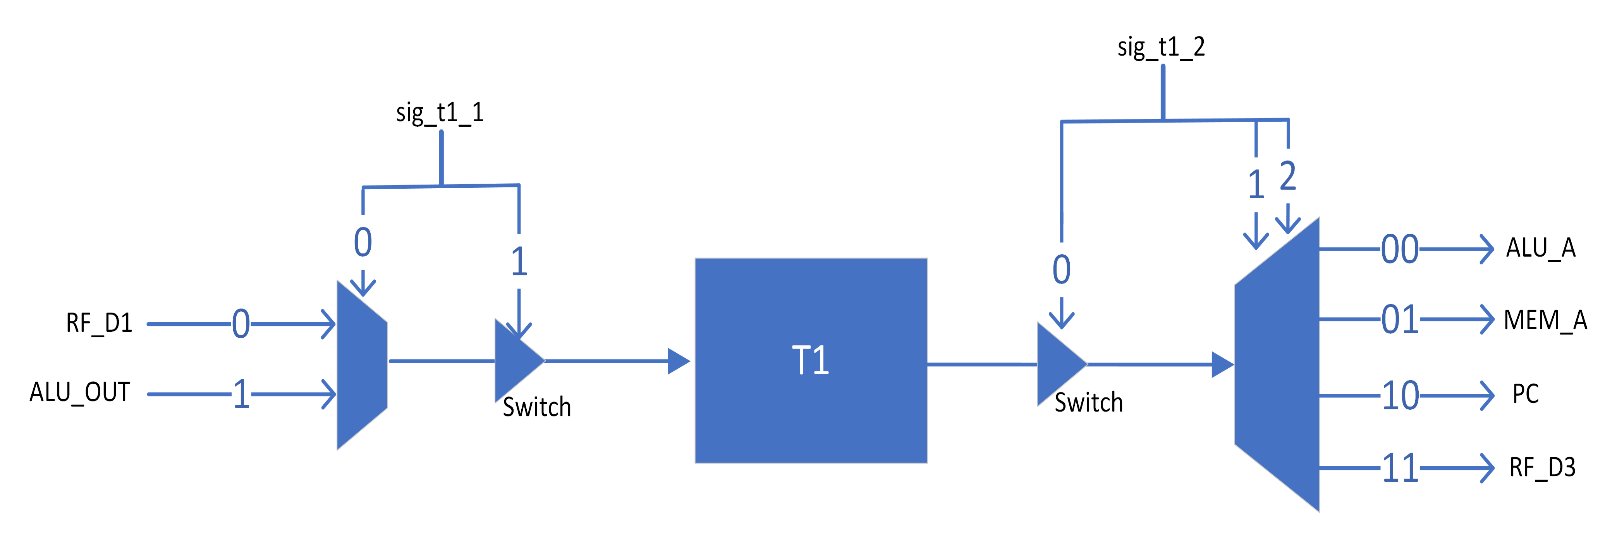 sig_t1_2
sig_t1_1
0
1
0
1
2
RF_D1
0
ALU_OUT
1
Switch
T1
Switch
00
ALU_A
01
MEM_A
10
PC
11
RF_D3